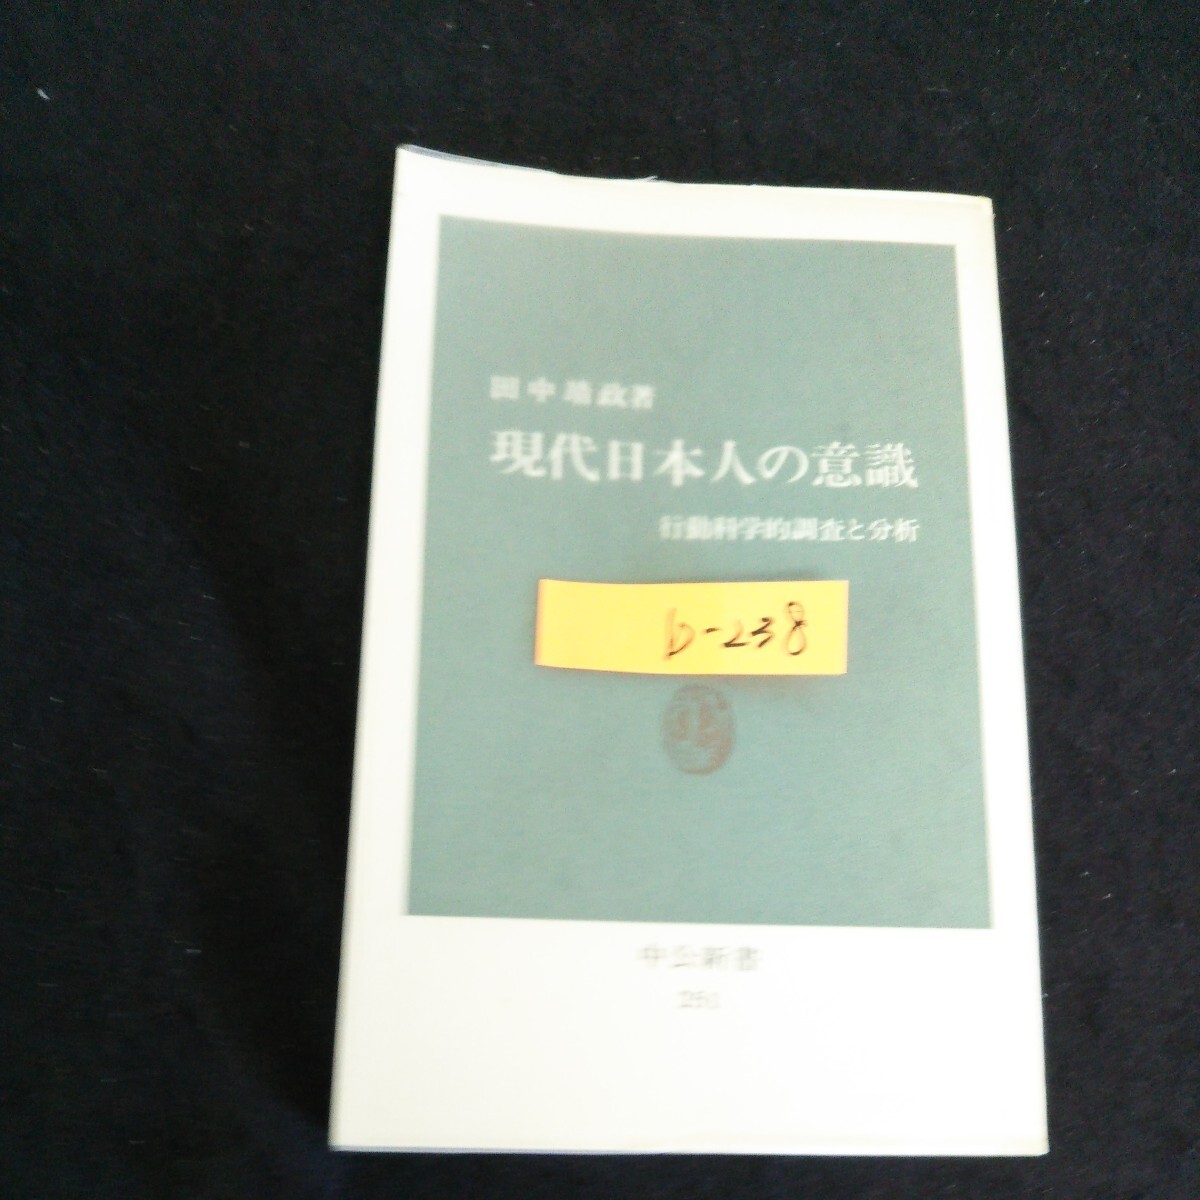 田中靖政著
現代日本人の意識
行動科学的調査と分析
b-238
中公新書